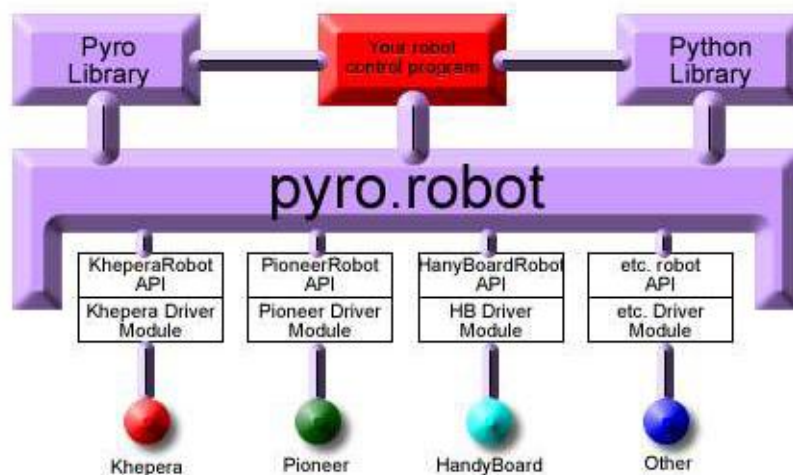 Pyro
Library
Your robot
control program
Python
Library
pyro.robot
KheperaRobot
API
Khepera Driver
Module
PioneerRobot
API
Pioneer Driver
Module
HanyBoardRobot
API
HB Driver
Module
etc. robot
API
etc. Driver
Module
Khepera
Pioneer
HandyBoard
Other